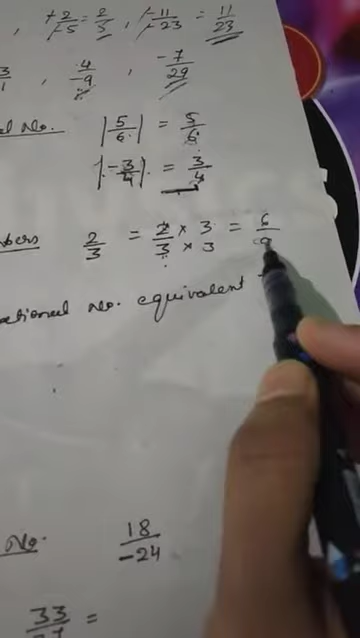 , +2/-5 = 2/5 , /-11/-23 = 11/23
3/1 , 4/-9 , -7/29
No. |5/6| = 5/6
|-3/4| = 3/4
2/3 = 2/3 × 3/3 = 6/9
No. equivalent
No. 18/-24
33 =